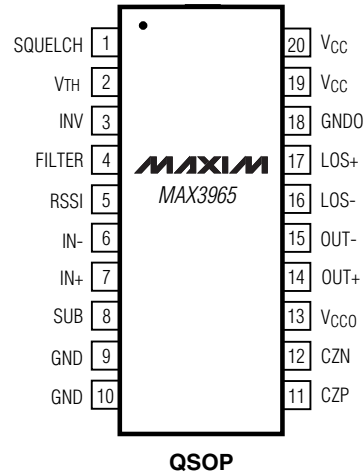 SQUELCH 1 20 VCC
VTH 2 19 VCC
INV 3 18 GNDO
FILTER 4 MAXIM 17 LOS+
RSSI 5 MAX3965 16 LOS-
IN- 6 15 OUT-
IN+ 7 14 OUT+
SUB 8 13 VCCO
GND 9 12 CZN
GND 10 11 CZP
QSOP